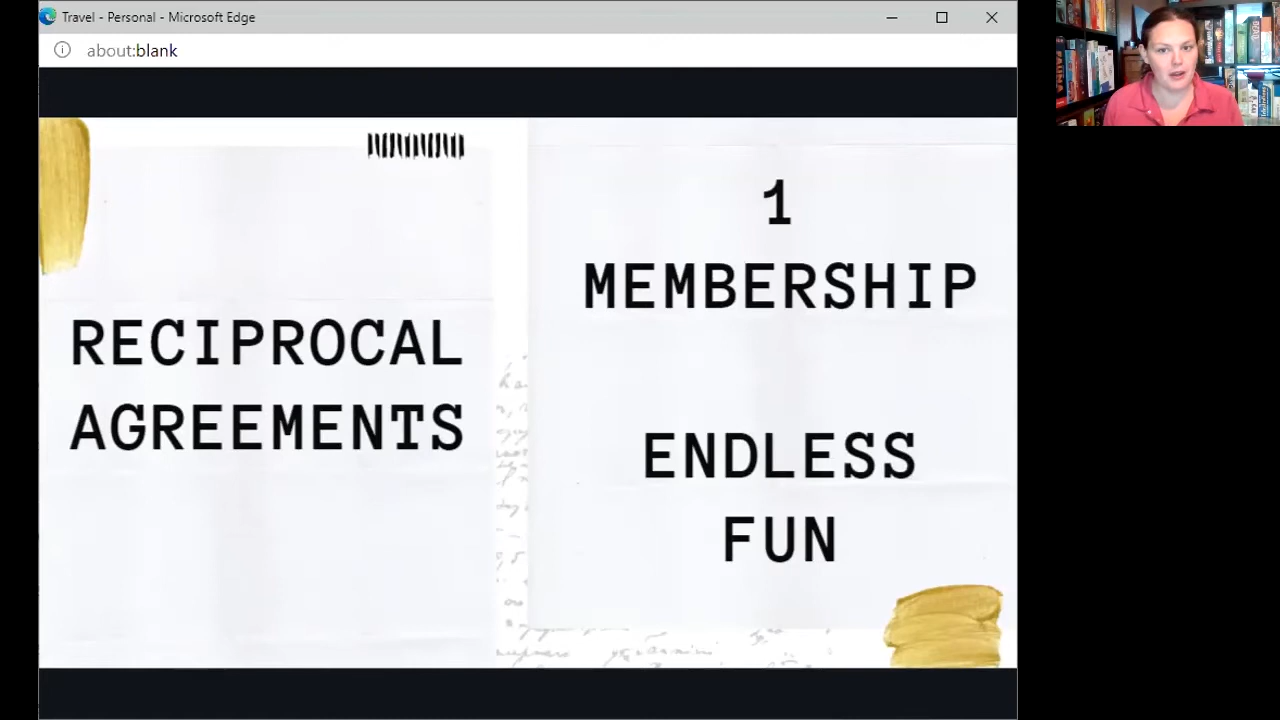 Travel - Personal - Microsoft Edge
about:blank
RECIPROCAL
AGREEMENTS
1
MEMBERSHIP
ENDLESS
FUN